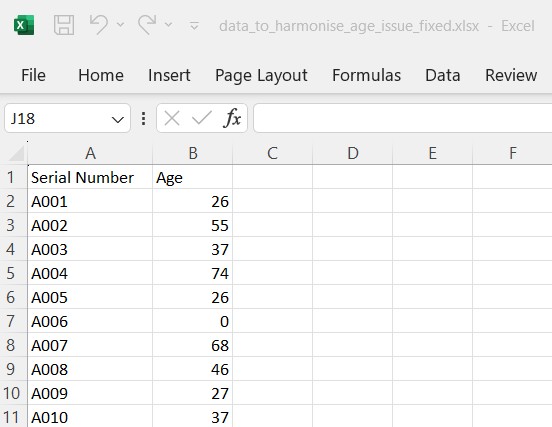 data_to_harmonise_age_issue_fixed.xlsx - Excel
File Home Insert Page Layout Formulas Data Review
J18 fx
A B C D E F
1 Serial Number Age
2 A001 26
3 A002 55
4 A003 37
5 A004 74
6 A005 26
7 A006 0
8 A007 68
9 A008 46
10 A009 27
11 A010 37